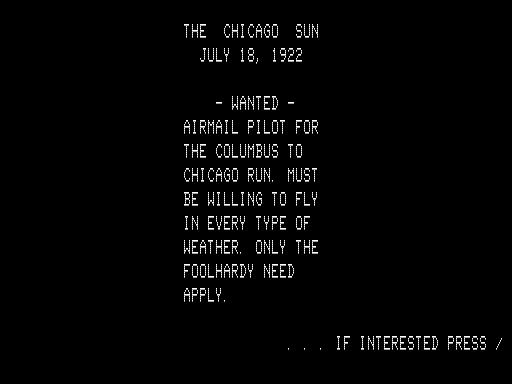 THE CHICAGO SUN
JULY 18, 1922
- WANTED -
AIRMAIL PILOT FOR
THE COLUMBUS TO
CHICAGO RUN. MUST
BE WILLING TO FLY
IN EVERY TYPE OF
WEATHER. ONLY THE
FOOLHARDY NEED
APPLY.
. . . IF INTERESTED PRESS /